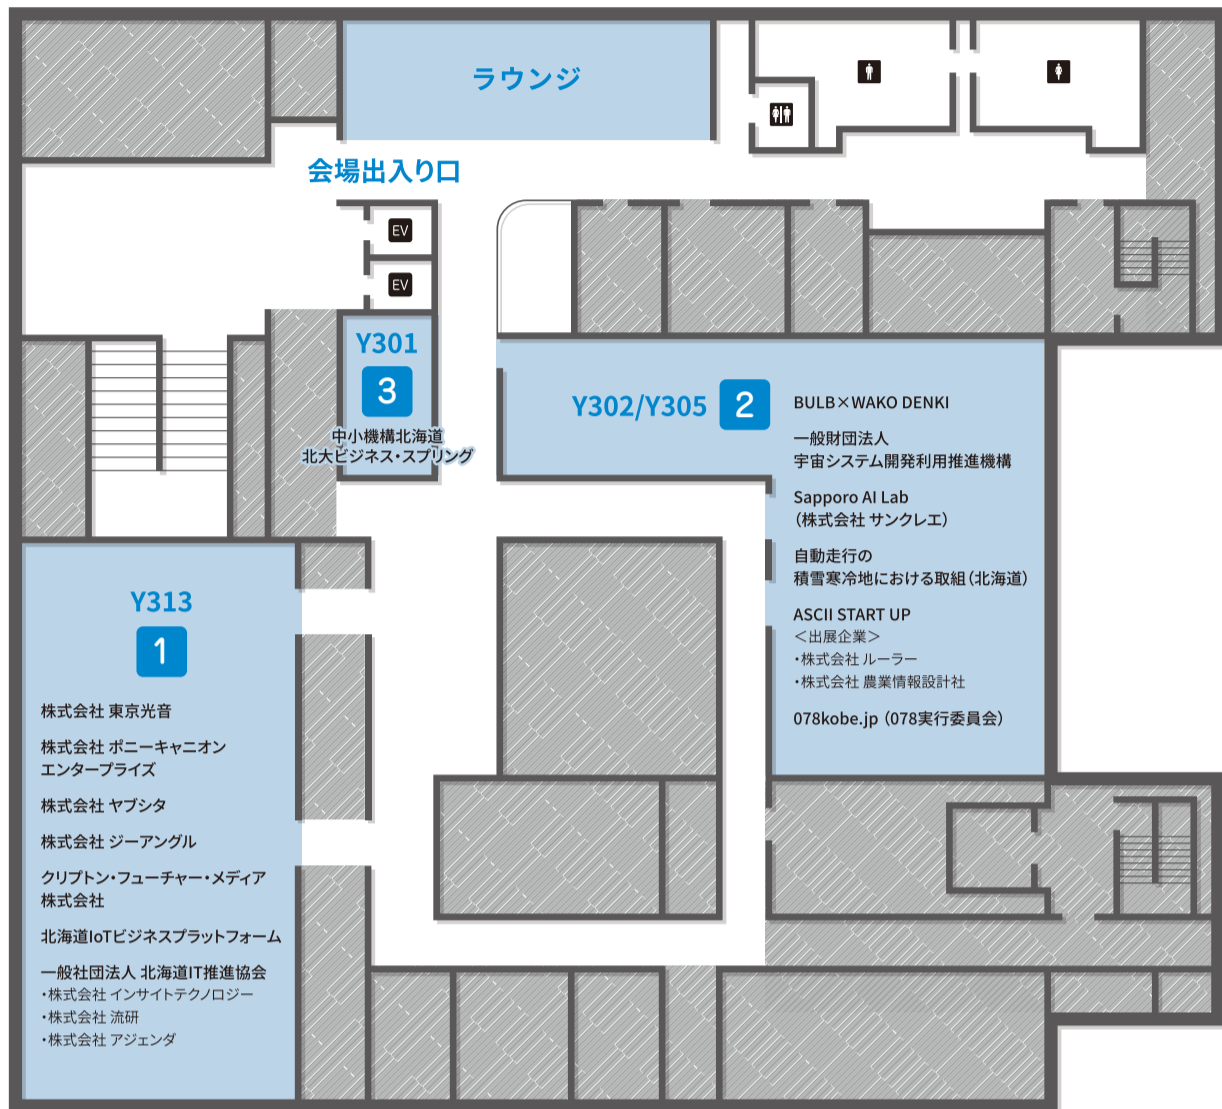 ラウンジ
会場出入り口
EV
EV
Y301
3
中小機構北海道
北大ビジネス・スプリング
Y302/Y305
2
BULB×WAKO DENKI
一般財団法人
宇宙システム開発利用推進機構
Sapporo AI Lab
（株式会社 サンクレエ）
自動走行の
積雪寒冷地における取組（北海道）
ASCII START UP
＜出展企業＞
・株式会社 ルーラー
・株式会社 農業情報設計社
078kobe.jp（078実行委員会）
Y313
1
株式会社 東京光音
株式会社 ポニーキャニオン
エンタープライズ
株式会社 ヤブシタ
株式会社 ジーアングル
クリプトン・フューチャー・メディア
株式会社
北海道IoTビジネスプラットフォーム
一般社団法人 北海道IT推進協会
・株式会社 インサイトテクノロジー
・株式会社 流研
・株式会社 アジェンダ